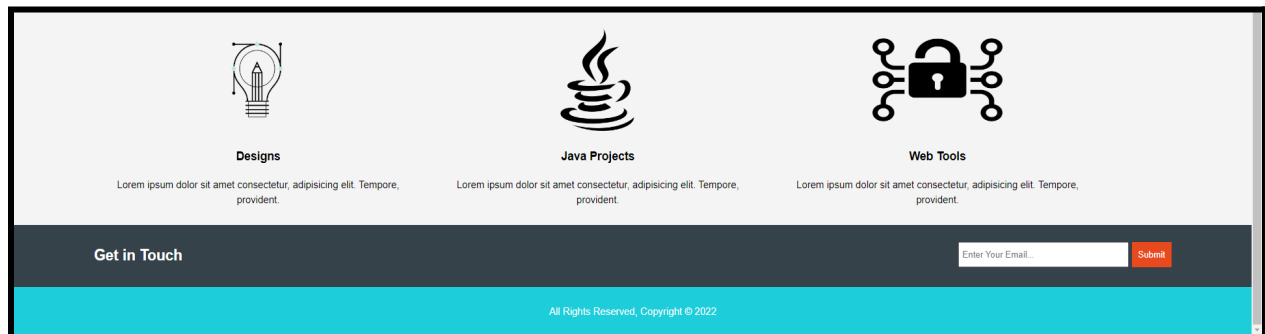 Designs
Lorem ipsum dolor sit amet consectetur, adipisicing elit. Tempore,
provident.
Java Projects
Lorem ipsum dolor sit amet consectetur, adipisicing elit. Tempore,
provident.
Web Tools
Lorem ipsum dolor sit amet consectetur, adipisicing elit. Tempore,
provident.
Get in Touch
Enter Your Email...
Submit
All Rights Reserved, Copyright © 2022